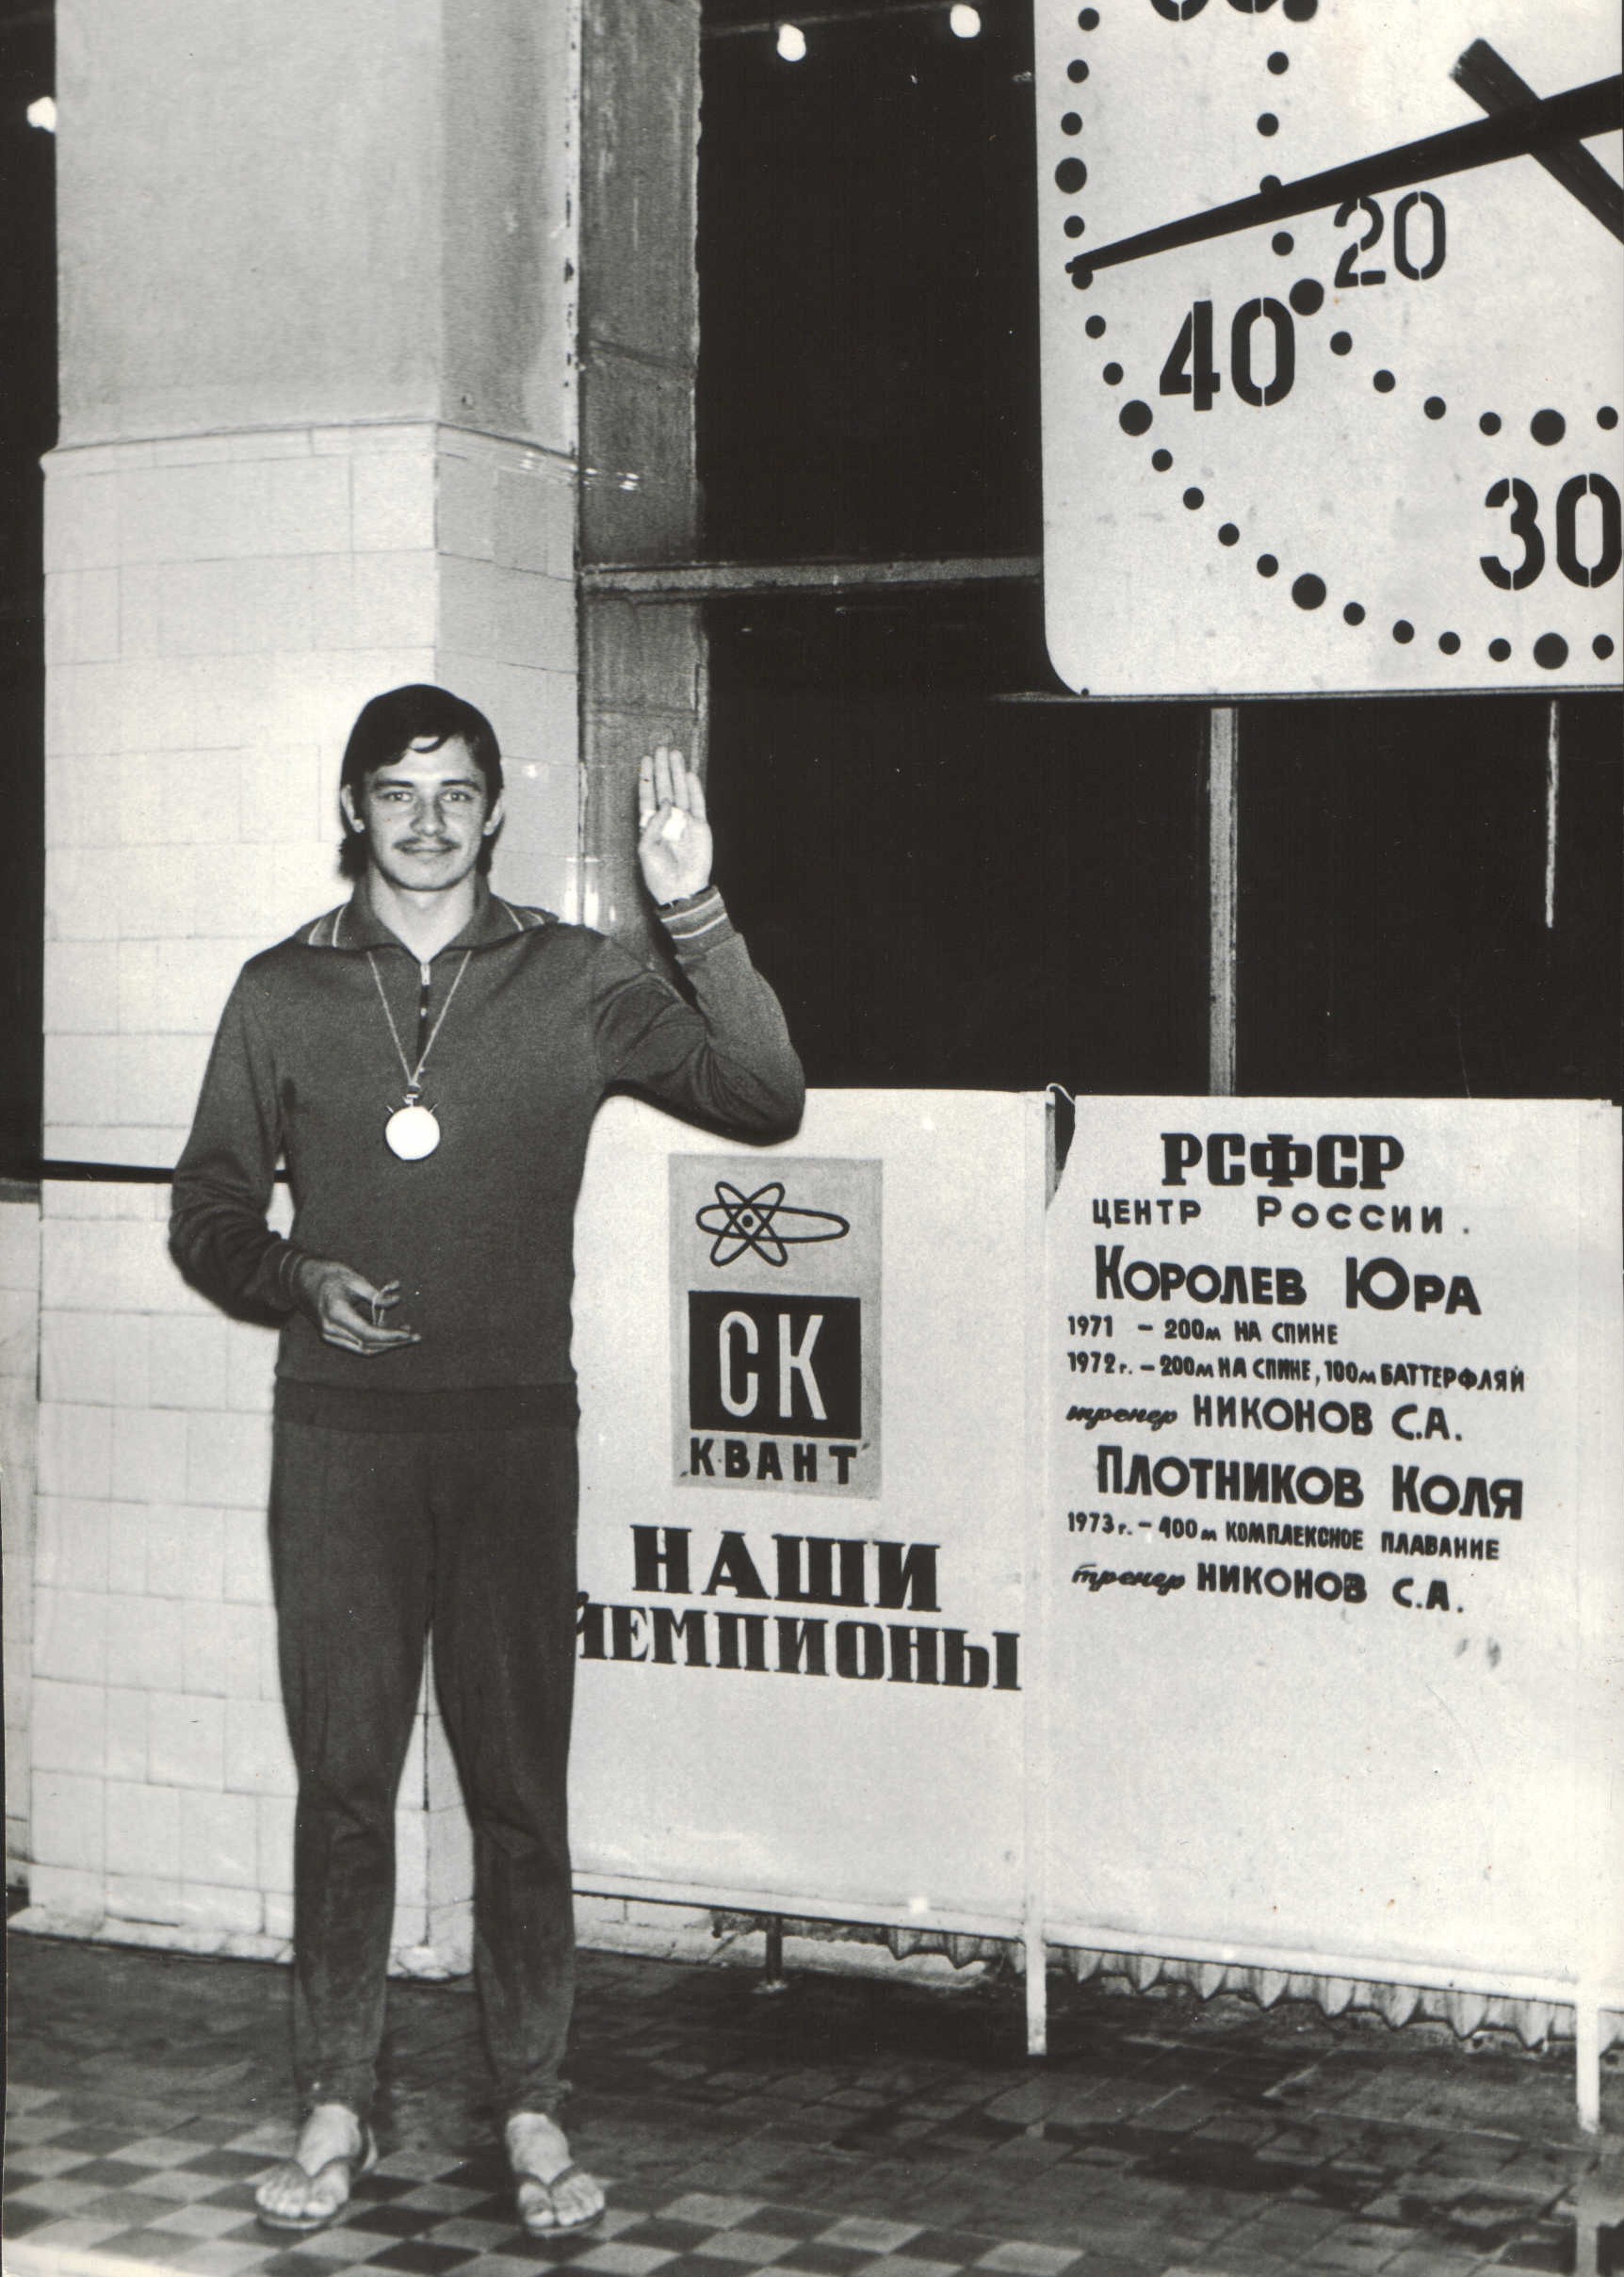 20
40
30
СК
„КВАНТ"
НАШИ
ЧЕМПИОНЫ
РСФСР
ЦЕНТР РОССИИ.
КОРОЛЕВ ЮРА
1971 - 200м НА СПИНЕ
1972г. - 200м НА СПИНЕ, 100м БАТТЕРФЛЯЙ
тренер НИКОНОВ С.А.
ПЛОТНИКОВ КОЛЯ
1973г. - 400м КОМПЛЕКСНОЕ ПЛАВАНИЕ
тренер НИКОНОВ С.А.